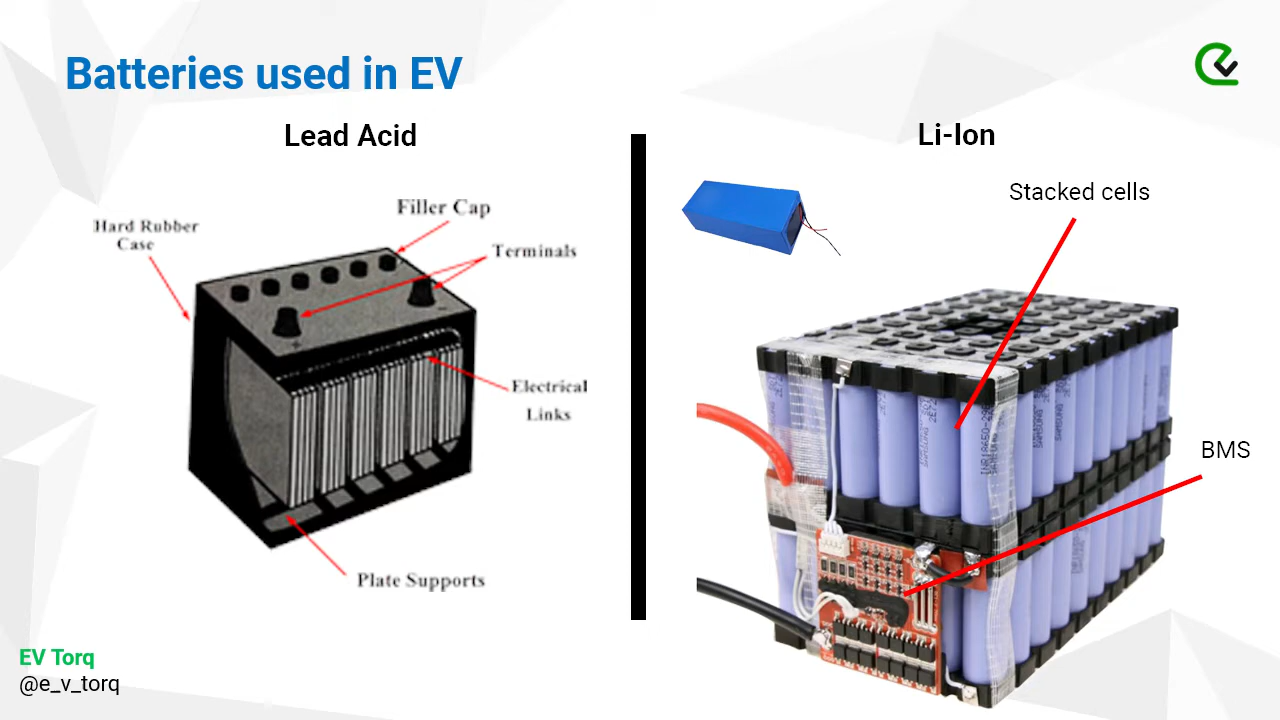 Batteries used in EV
Lead Acid
Li-Ion
Hard Rubber
Case
Filler Cap
Terminals
Electrical
Links
Plate Supports
Stacked cells
BMS
SAMSUNG
EV Torq
@e_v_torq